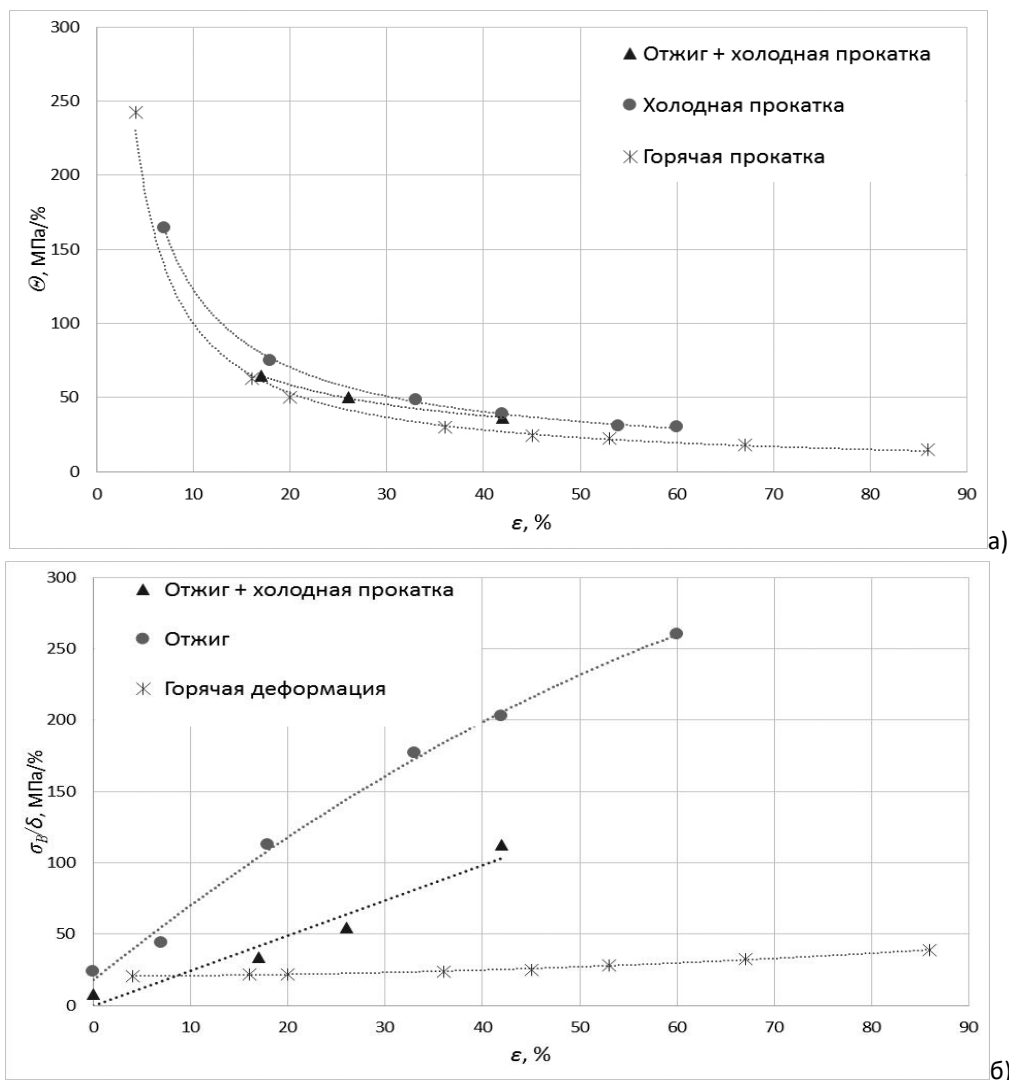 300
250
200
150
100
50
0
Θ, МПа/%
▲ Отжиг + холодная прокатка
● Холодная прокатка
Горячая прокатка
0 10 20 30 40 50 60 70 80 90
ε, %
а)
300
250
200
150
100
50
0
σB/δ, МПа/%
▲ Отжиг + холодная прокатка
● Отжиг
Горячая деформация
0 10 20 30 40 50 60 70 80 90
ε, %
б)